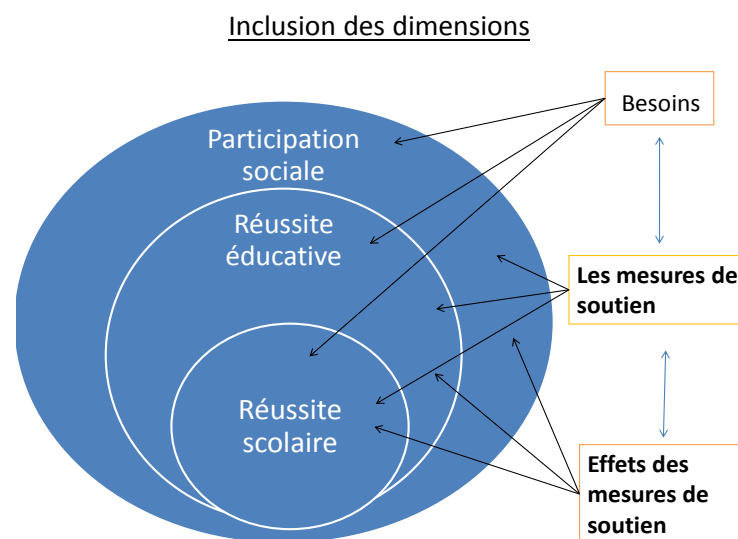 Inclusion des dimensions
Besoins
Participation
sociale
Réussite
éducative
Les mesures de
soutien
Réussite
scolaire
Effets des
mesures de
soutien